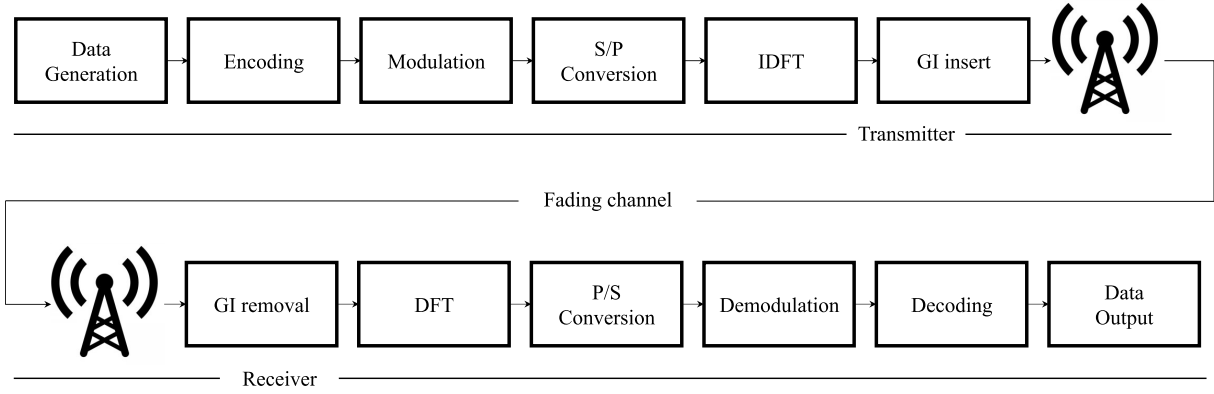 Data
Generation
Encoding
Modulation
S/P
Conversion
IDFT
GI insert
Transmitter
Fading channel
GI removal
DFT
P/S
Conversion
Demodulation
Decoding
Data
Output
Receiver